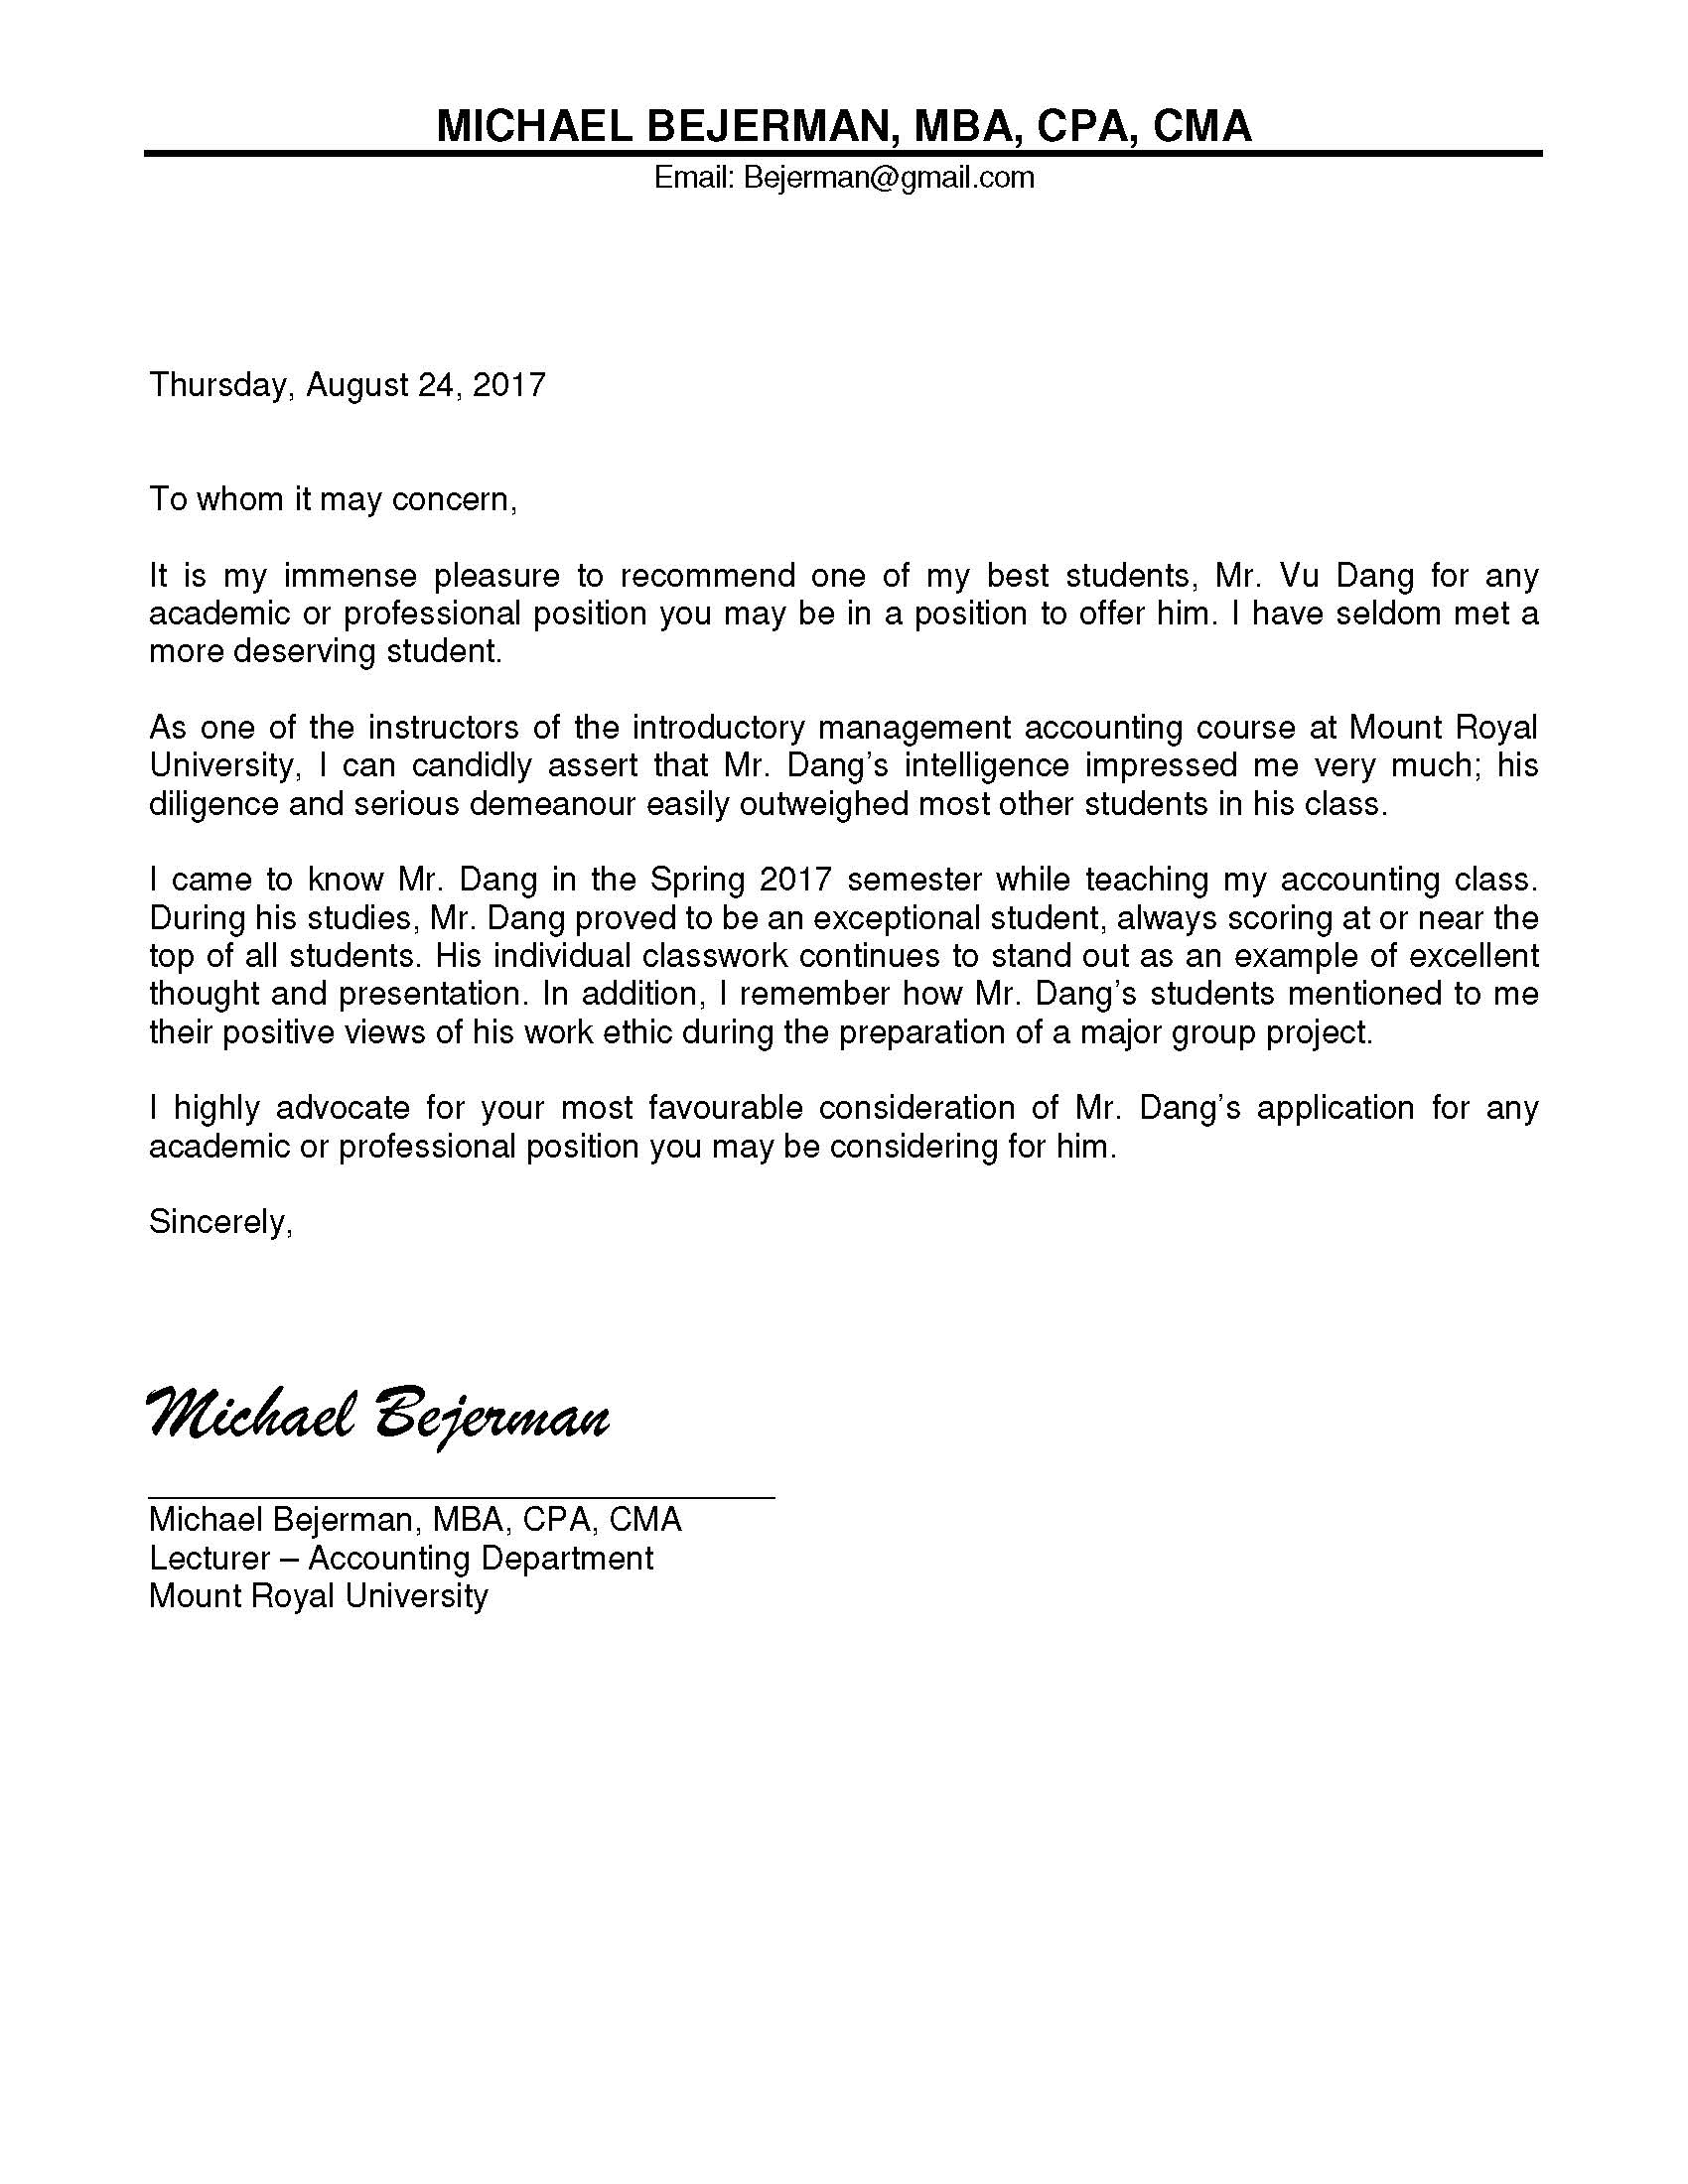 MICHAEL BEJERMAN, MBA, CPA, CMA
Email: Bejerman@gmail.com
Thursday, August 24, 2017
To whom it may concern,
It is my immense pleasure to recommend one of my best students, Mr. Vu Dang for any
academic or professional position you may be in a position to offer him. I have seldom met a
more deserving student.
As one of the instructors of the introductory management accounting course at Mount Royal
University, I can candidly assert that Mr. Dang's intelligence impressed me very much; his
diligence and serious demeanour easily outweighed most other students in his class.
I came to know Mr. Dang in the Spring 2017 semester while teaching my accounting class.
During his studies, Mr. Dang proved to be an exceptional student, always scoring at or near the
top of all students. His individual classwork continues to stand out as an example of excellent
thought and presentation. In addition, I remember how Mr. Dang's students mentioned to me
their positive views of his work ethic during the preparation of a major group project.
I highly advocate for your most favourable consideration of Mr. Dang's application for any
academic or professional position you may be considering for him.
Sincerely,
Michael Bejerman
Michael Bejerman, MBA, CPA, CMA
Lecturer – Accounting Department
Mount Royal University